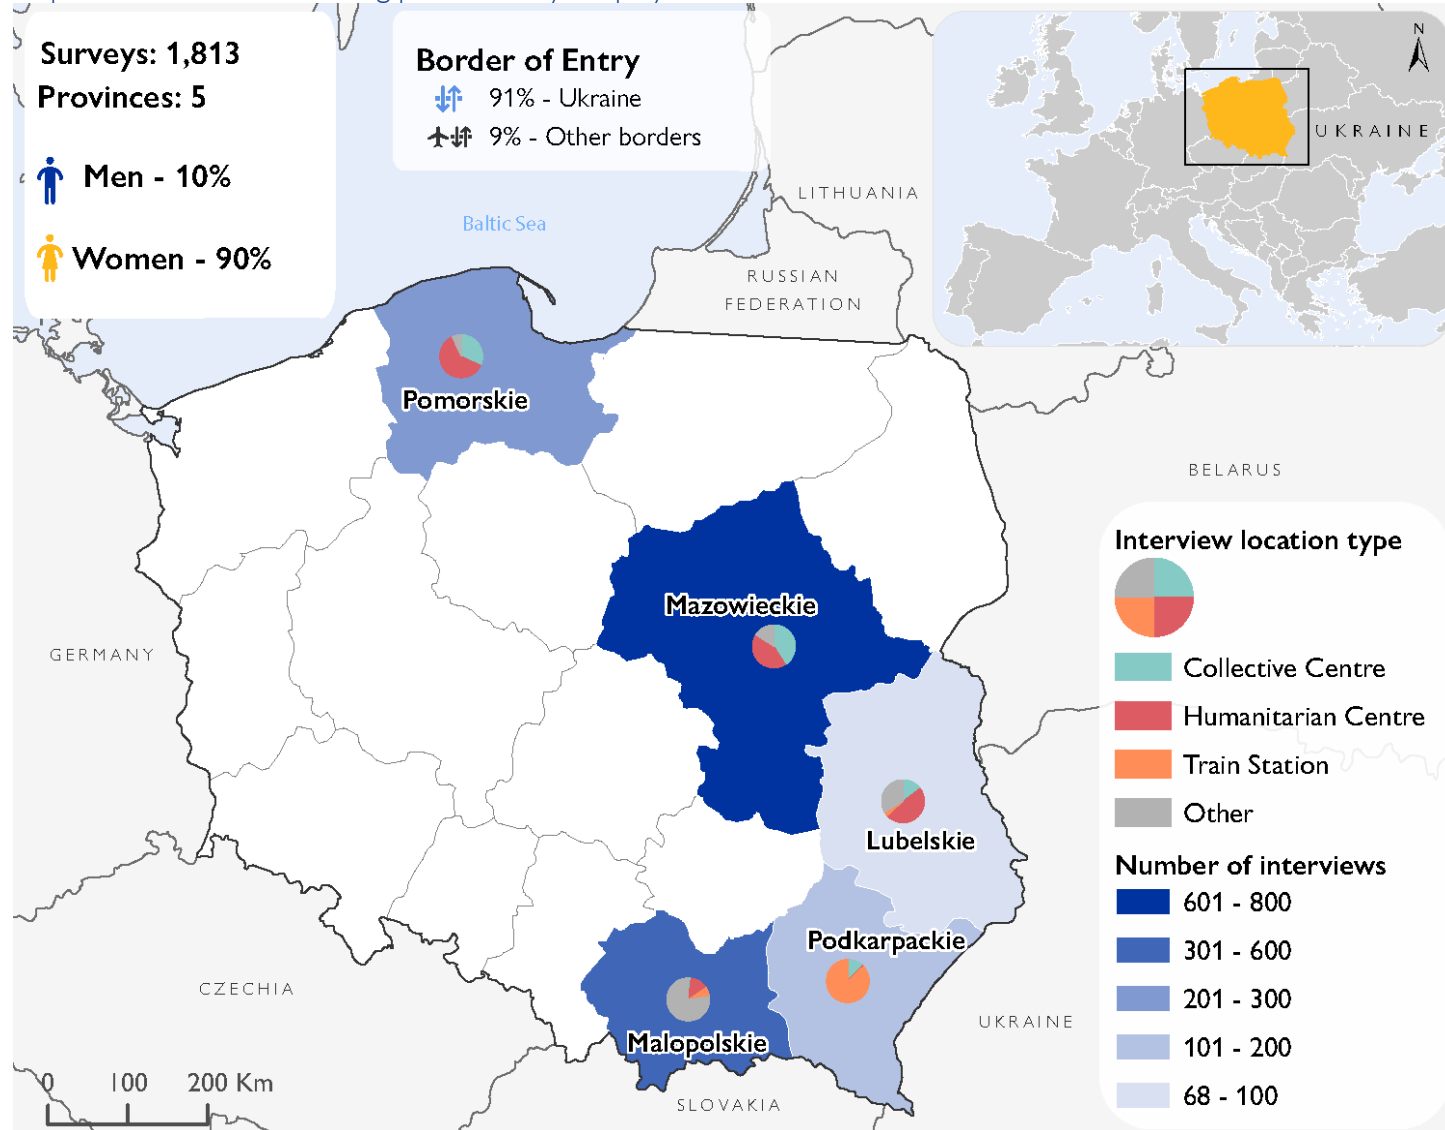 Surveys: 1,813
Provinces: 5
Men - 10%
Women - 90%
Border of Entry
91% - Ukraine
9% - Other borders
N
UKRAINE
Baltic Sea
LITHUANIA
RUSSIAN
FEDERATION
Pomorskie
BELARUS
Mazowieckie
GERMANY
Lubelskie
Podkarpackie
CZECHIA
UKRAINE
Malopolskie
SLOVAKIA
0 100 200 Km
Interview location type
Collective Centre
Humanitarian Centre
Train Station
Other
Number of interviews
601 - 800
301 - 600
201 - 300
101 - 200
68 - 100